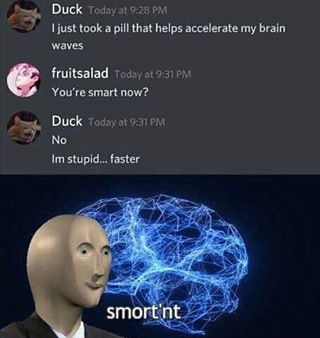 Duck Today at 9:28 PM
I just took a pill that helps accelerate my brain
waves
fruitsalad Today at 9:31 PM
You're smart now?
Duck Today at 9:31 PM
No
Im stupid... faster
smort'nt